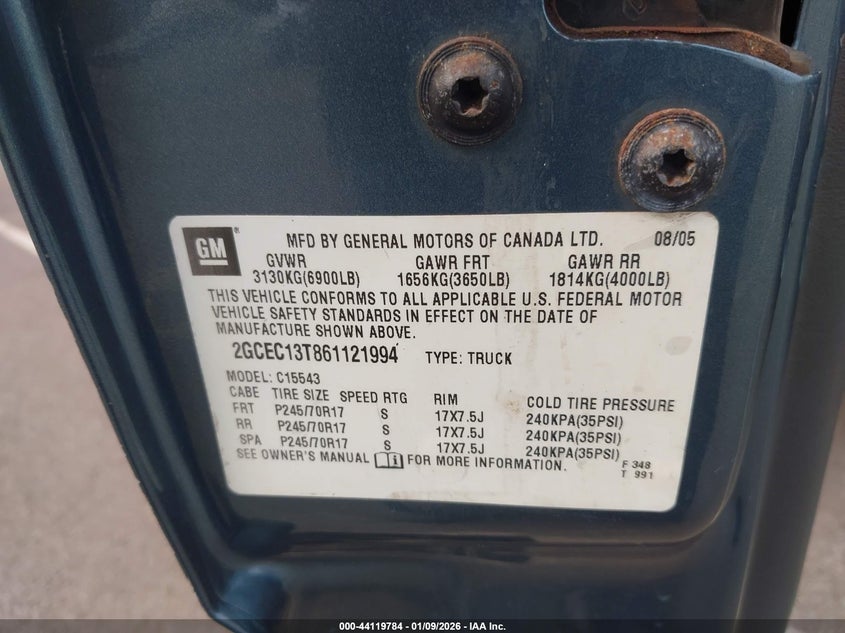 GM ® MFD BY GENERAL MOTORS OF CANADA LTD. 08/05
GVWR GAWR FRT GAWR RR
3130KG(6900LB) 1656KG(3650LB) 1814KG(4000LB)
THIS VEHICLE CONFORMS TO ALL APPLICABLE U.S. FEDERAL MOTOR
VEHICLE SAFETY STANDARDS IN EFFECT ON THE DATE OF
MANUFACTURE SHOWN ABOVE.
2GCEC13T861121994 TYPE: TRUCK
MODEL: C15543
CABE TIRE SIZE SPEED RTG RIM COLD TIRE PRESSURE
FRT P245/70R17 S 17X7.5J 240KPA(35PSI)
RR P245/70R17 S 17X7.5J 240KPA(35PSI)
SPA P245/70R17 S 17X7.5J 240KPA(35PSI)
SEE OWNER'S MANUAL FOR MORE INFORMATION.
F 348
T 991
000-44119784 - 01/09/2026 - IAA Inc.